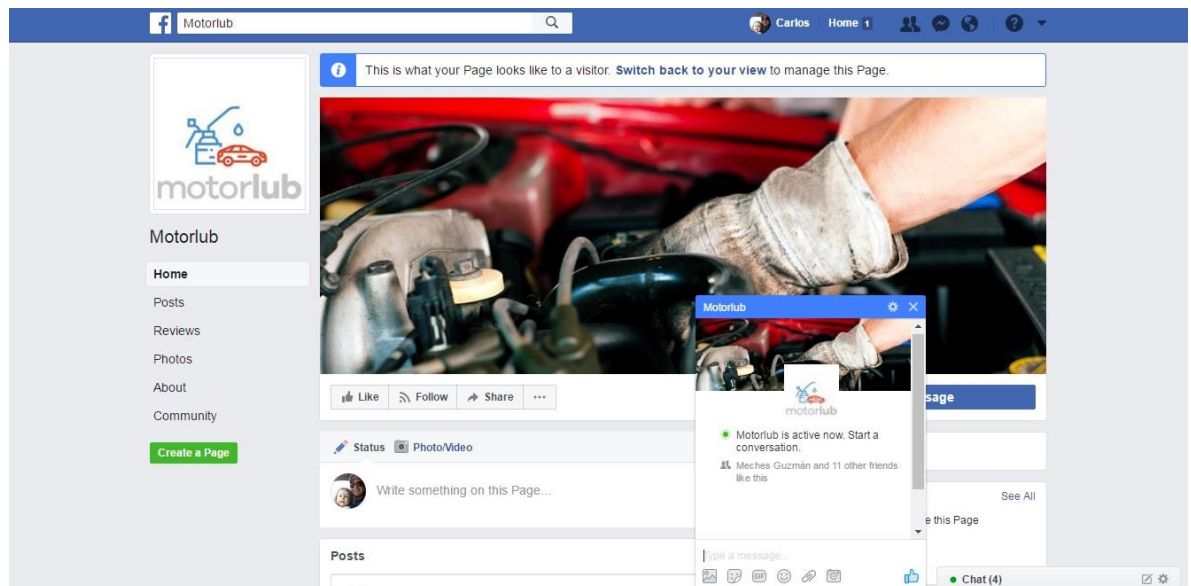 Motorlub
Carlos
Home 1
This is what your Page looks like to a visitor. Switch back to your view to manage this Page.
motorlub
Motorlub
Home
Posts
Reviews
Photos
About
Community
Create a Page
Like
Follow
Share
...
sage
Status
Photo/Video
Write something on this Page...
Posts
Motorlub
motorlub
Motorlub is active now. Start a
conversation.
Meches Guzmán and 11 other friends
like this
Type a message...
GIF
See All
this Page
Chat (4)